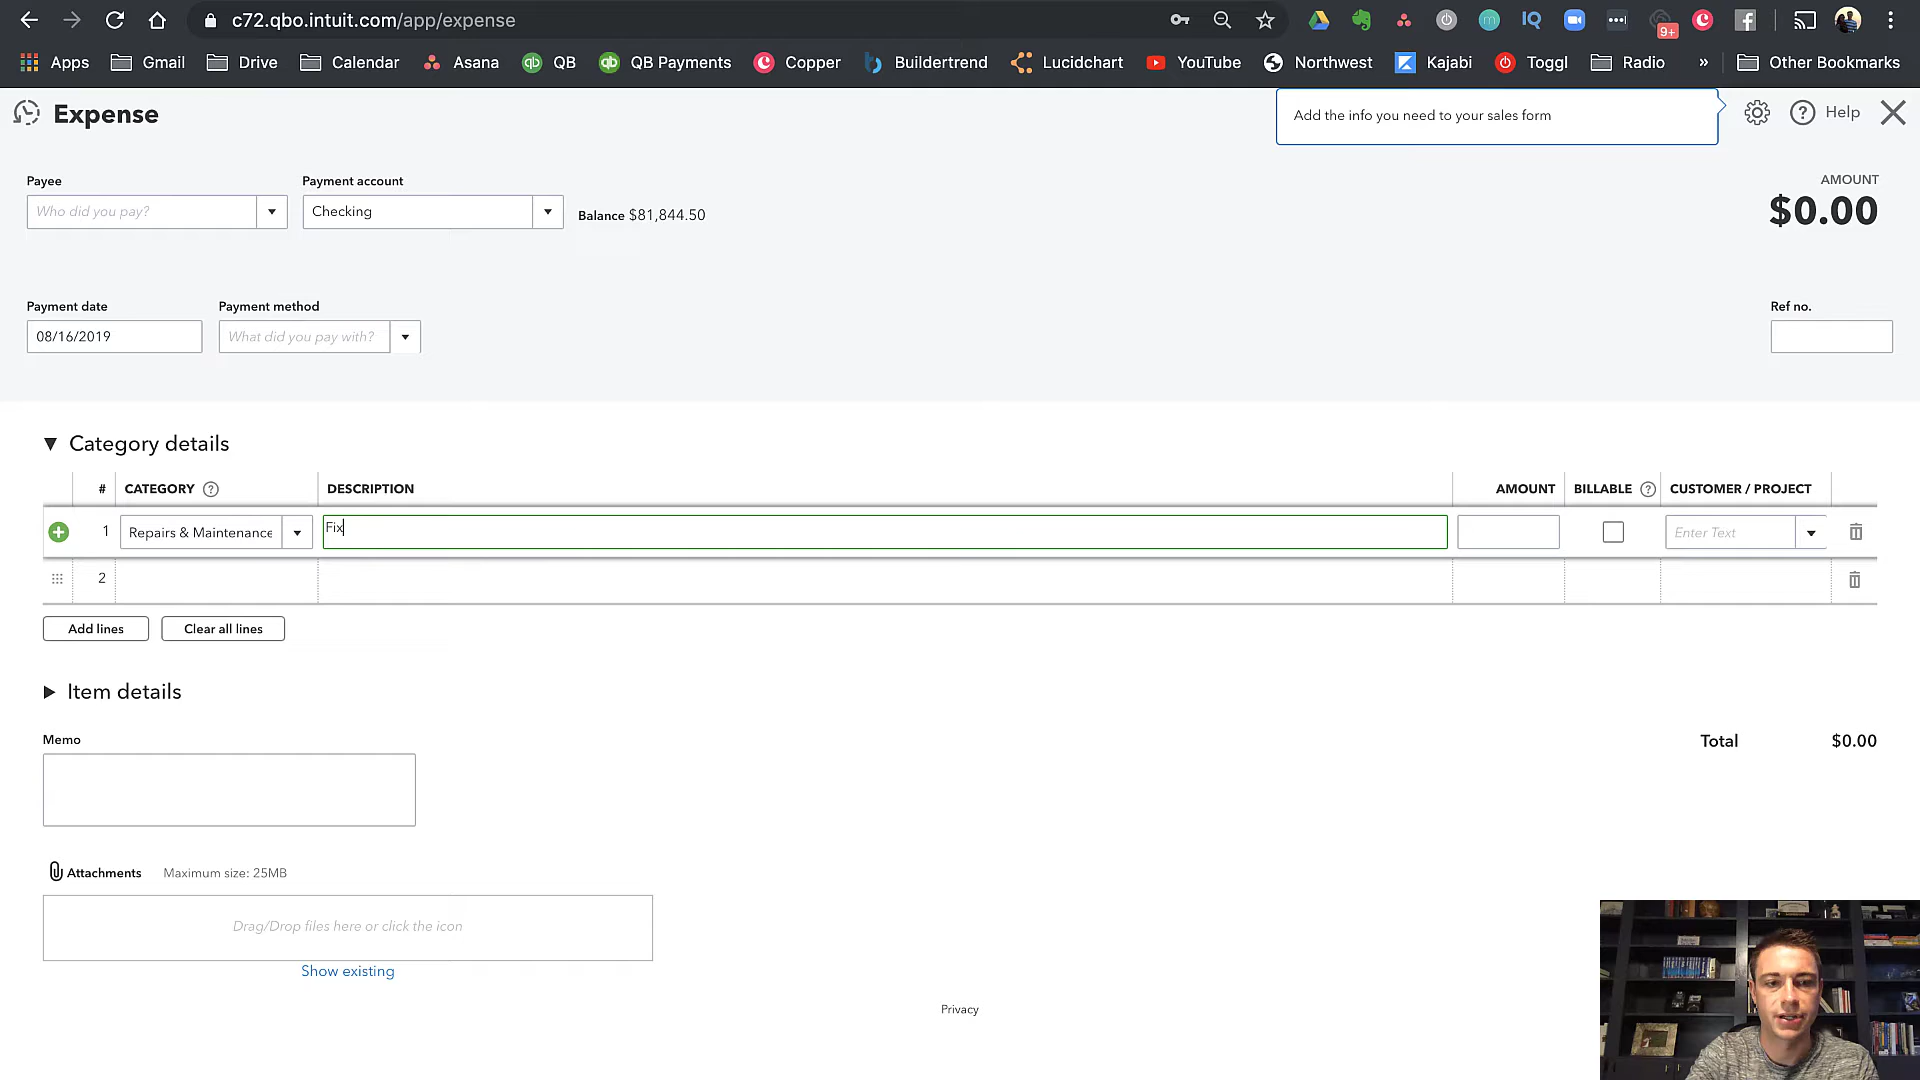 c72.qbo.intuit.com/app/expense
9+
Apps Gmail Drive Calendar Asana QB QB Payments Copper Buildertrend Lucidchart YouTube Northwest Kajabi Toggl Radio » Other Bookmarks
Expense
Add the info you need to your sales form
Help
Payee
Payment account
AMOUNT
Who did you pay?
Checking
Balance $81,844.50
$0.00
Payment date
Payment method
Ref no.
08/16/2019
What did you pay with?
Category details
# CATEGORY DESCRIPTION AMOUNT BILLABLE CUSTOMER / PROJECT
1 Repairs & Maintenance Fix Enter Text
2
Add lines Clear all lines
Item details
Memo
Total $0.00
Attachments Maximum size: 25MB
Drag/Drop files here or click the icon
Show existing
Privacy